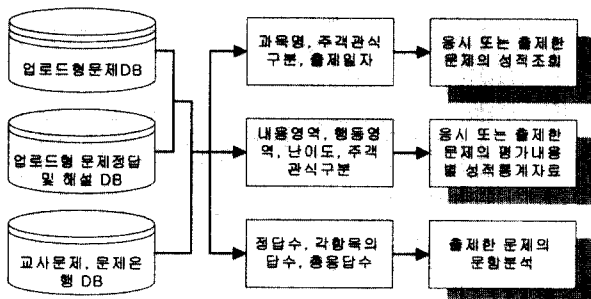 업로드형문제DB
업로드형 문제정답
및 해설 DB
교사문제, 문제은
행 DB
과목명, 주객관식
구분, 출제일자
내용영역, 행동영
역, 난이도, 주객
관식구분
정답수, 각항목의
답수, 총응답수
응시 또는 출제한
문제의 성적조회
응시 또는 출제한
문제의 평가내용
별 성적통계자료
출제한 문제의
문항분석